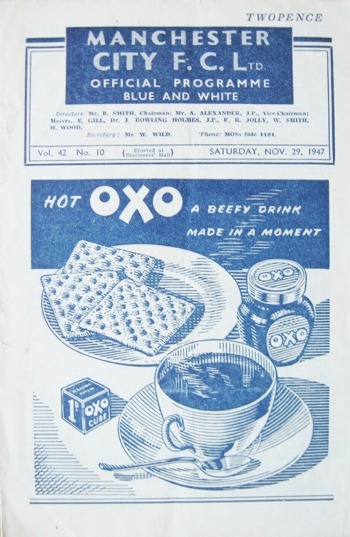 TWOPENCE
MANCHESTER
CITY F.C. LTD.
OFFICIAL PROGRAMME
BLUE AND WHITE
Directors: Mr. R. SMITH, Chairman; Mr. A. ALEXANDER, J.P., Vice-Chairman;
Messrs. E. GILL, Dr. J. BOWLING HOLMES, J.P., F. R. JOLLY, W. SMITH,
H. WOOD.
Secretary: Mr. W. WILD. 'Phone: MOSs Side 1191.
Vol. 42 No. 10 (Entered at Stationers' Hall) SATURDAY, NOV. 29, 1947
HOT OXO A BEEFY DRINK
MADE IN A MOMENT
OXO
OXO
1D OXO
CUBE